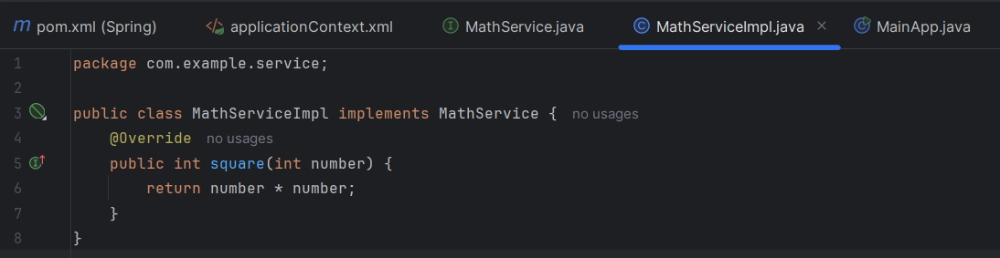 pom.xml (Spring) applicationContext.xml MathService.java MathServiceImpl.java MainApp.java
1 package com.example.service;
2
3 public class MathServiceImpl implements MathService { no usages
4 @Override no usages
5 public int square(int number) {
6 return number * number;
7 }
8 }